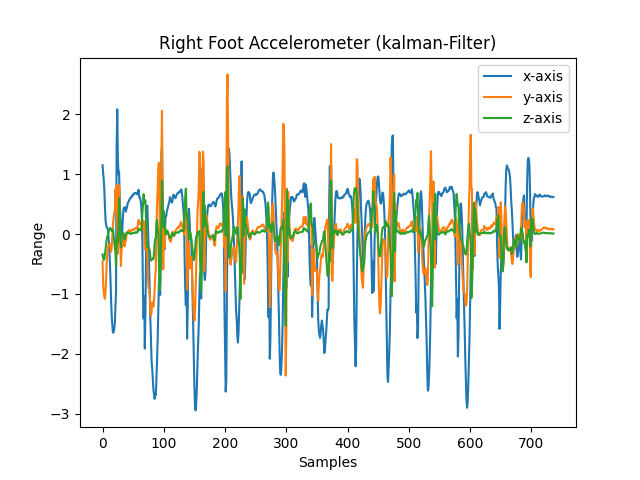 Right Foot Accelerometer (kalman-Filter)
x-axis
y-axis
z-axis
2
1
0
−1
−2
−3
Range
0
100
200
300
400
500
600
700
Samples